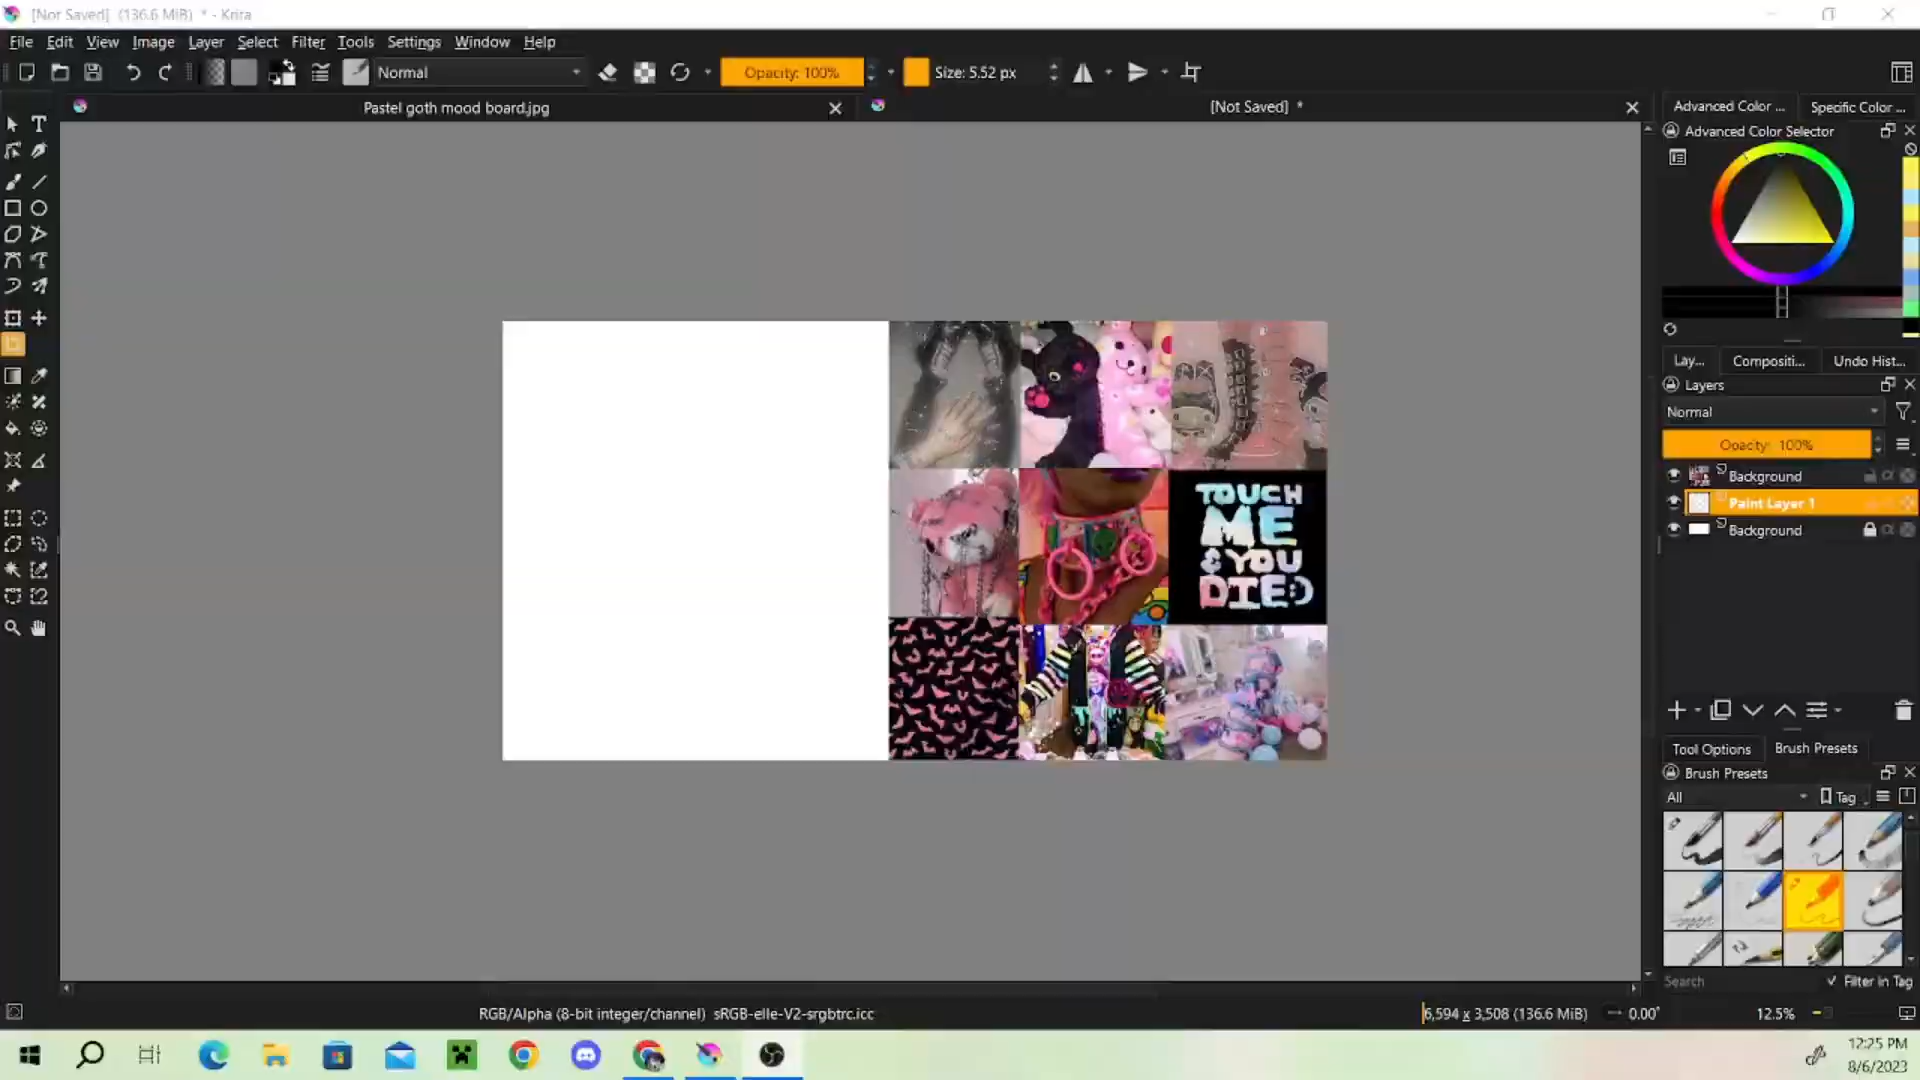 [Nor Saved]  (136.6 MiB)  * - Krira
File Edit View Image Layer Select Filter Tools Settings Window Help
Normal Opacity: 100% Size: 5.52 px
Pastel goth mood board.jpg [Not Saved] *
Advanced Color ... Specific Color ...
Advanced Color Selector
Lay... Compositi... Undo Hist...
Layers
Normal
Opacity: 100%
Background
Paint Layer 1
Background
TOUCH
ME
& YOU
DIE:)
Tool Options Brush Presets
Brush Presets
All Tag
Search Filter in Tag
RGB/Alpha (8-bit integer/channel)  sRGB-elle-V2-srgbtrc.icc 6,594 x 3,508 (136.6 MiB) 0.00° 12.5%
12:25 PM
8/6/2023